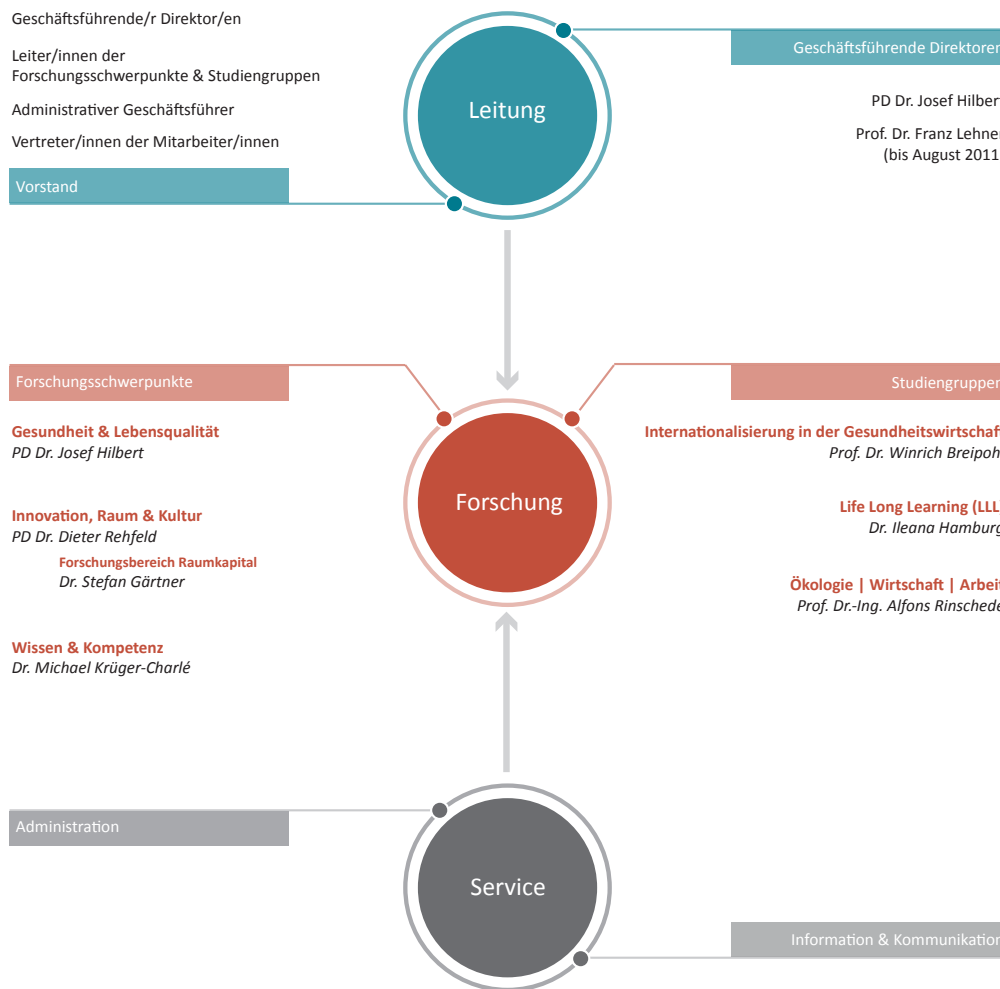 Geschäftsführende/r Direktor/en
Leiter/innen der
Forschungsschwerpunkte & Studiengruppen
Administrativer Geschäftsführer
Vertreter/innen der Mitarbeiter/innen
Vorstand
Leitung
Geschäftsführende Direktoren
PD Dr. Josef Hilbert
Prof. Dr. Franz Lehner
(bis August 2011
Forschungsschwerpunkte
Gesundheit & Lebensqualität
PD Dr. Josef Hilbert
Innovation, Raum & Kultur
PD Dr. Dieter Rehfeld
Forschungsbereich Raumkapital
Dr. Stefan Gärtner
Wissen & Kompetenz
Dr. Michael Krüger-Charlé
Forschung
Studiengruppen
Internationalisierung in der Gesundheitswirtschaft
Prof. Dr. Winrich Breipoh
Life Long Learning (LLL
Dr. Ileana Hamburg
Ökologie | Wirtschaft | Arbeit
Prof. Dr.-Ing. Alfons Rinschede
Administration
Service
Information & Kommunikation